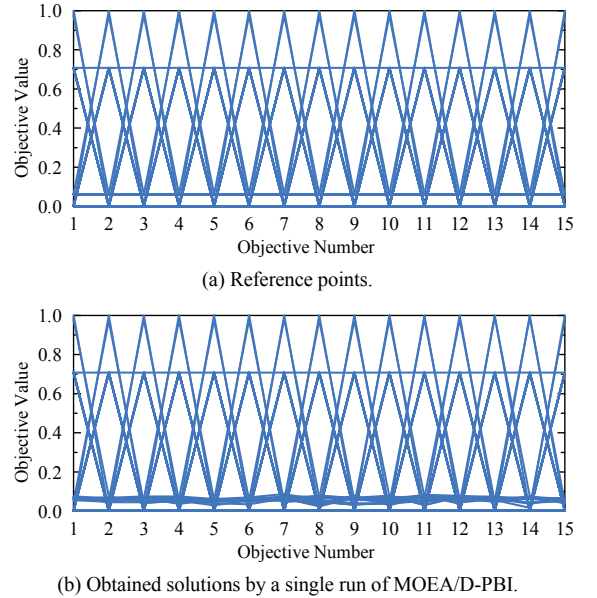 1.0
0.8
0.6
0.4
0.2
0.0
Objective Value
1 2 3 4 5 6 7 8 9 10 11 12 13 14 15
Objective Number
(a) Reference points.
1.0
0.8
0.6
0.4
0.2
0.0
Objective Value
1 2 3 4 5 6 7 8 9 10 11 12 13 14 15
Objective Number
(b) Obtained solutions by a single run of MOEA/D-PBI.